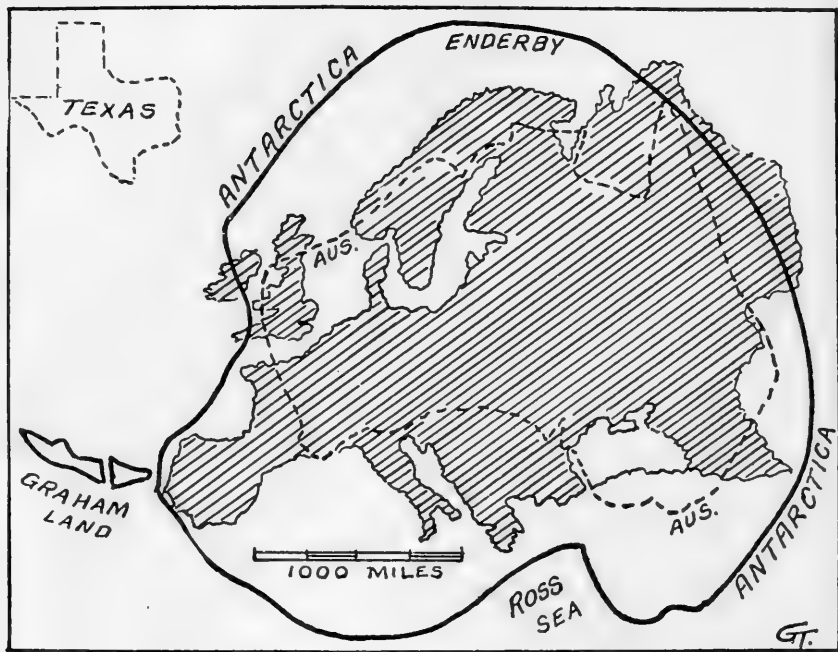 ENDERBY
TEXAS
ANTARCTICA
AUS.
GRAHAM
LAND
1000 MILES
AUS.
ROSS
SEA
ANTARCTICA
GT.